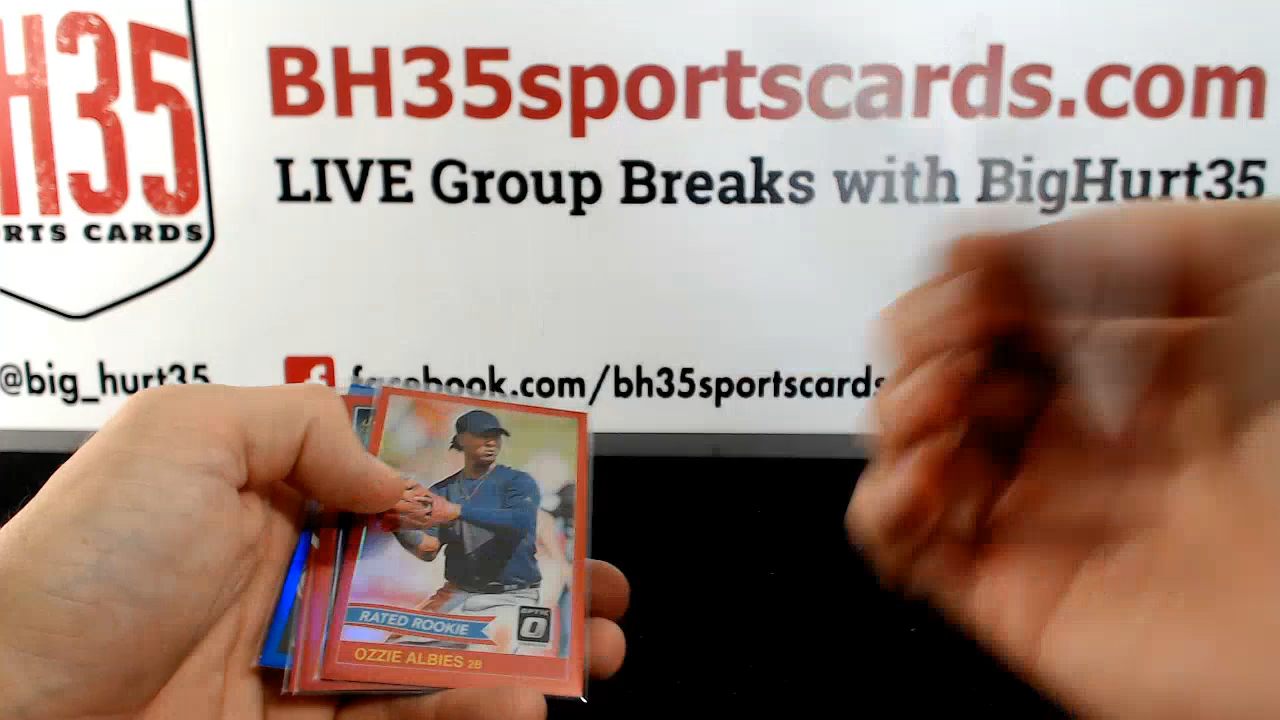 H35
RTS CARDS
BH35sportscards.com
LIVE Group Breaks with BigHurt35
@big_hurt35
facebook.com/bh35sportscards
RATED ROOKIE
OPTIC
OZZIE ALBIES 2B